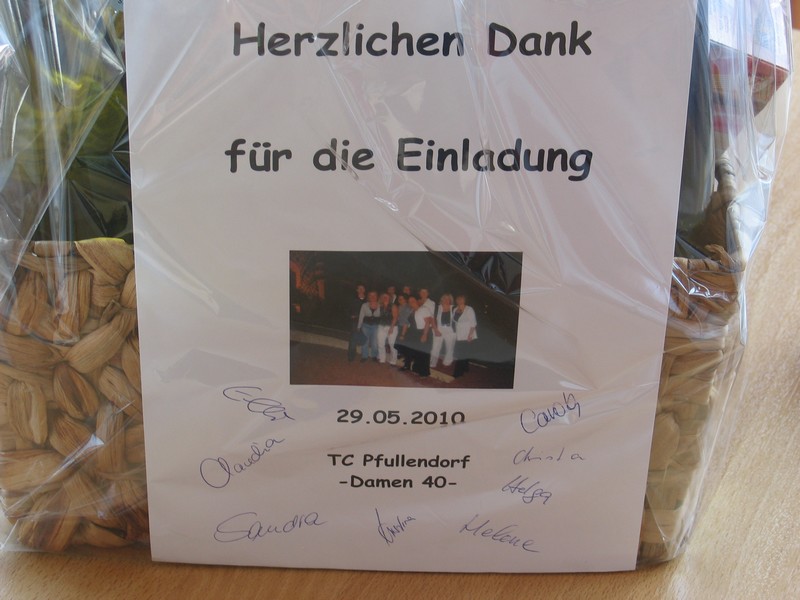 Herzlichen Dank
für die Einladung
29.05.2010
TC Pfullendorf
-Damen 40-
Carola
Claudia
Christa
Helga
Sandra
Helene